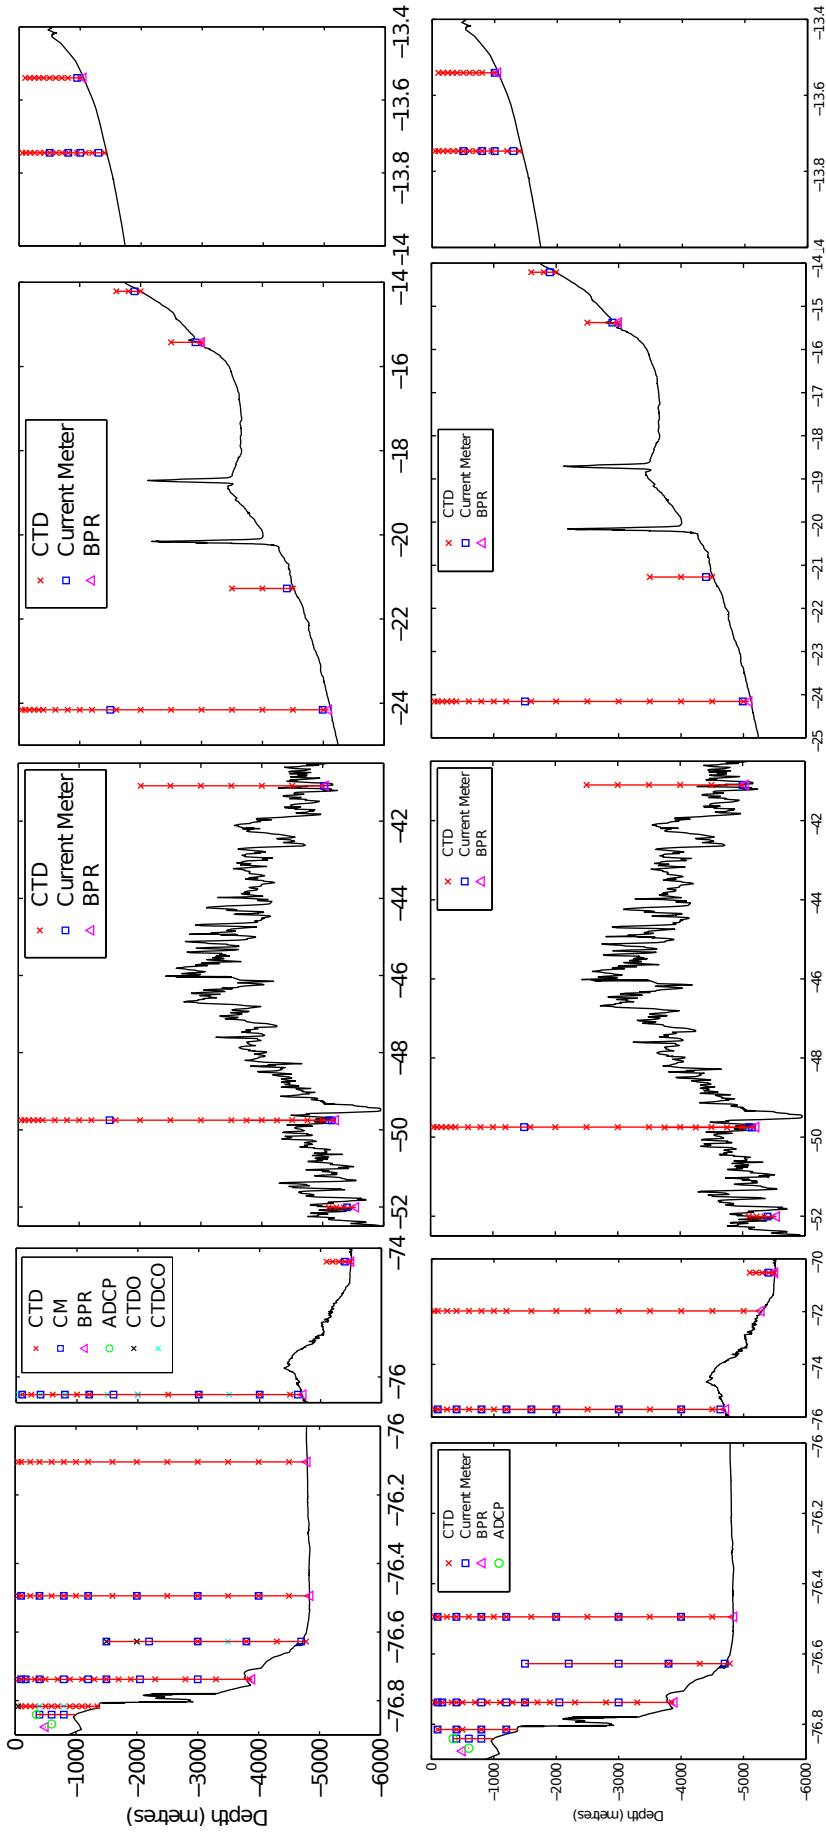 −13.4
−13.6
−13.8
−14
CTD
Current Meter
BPR
−14
−16
−18
−20
−22
−24
CTD
Current Meter
BPR
−42
−44
−46
−48
−50
−52
CTD
CM
BPR
ADCP
CTDO
CTDCO
−74
−76
−76
−76.2
−76.4
−76.6
−76.8
0
−1000
−2000
−3000
−4000
−5000
−6000
Depth (metres)
−13.4
−13.6
−13.8
−14
CTD
Current Meter
BPR
−14
−15
−16
−17
−18
−19
−20
−21
−22
−23
−24
−25
CTD
Current Meter
BPR
−42
−44
−46
−48
−50
−52
−70
−72
−74
−76
CTD
Current Meter
BPR
ADCP
−76
−76.2
−76.4
−76.6
−76.8
0
−1000
−2000
−3000
−4000
−5000
−6000
Depth (metres)